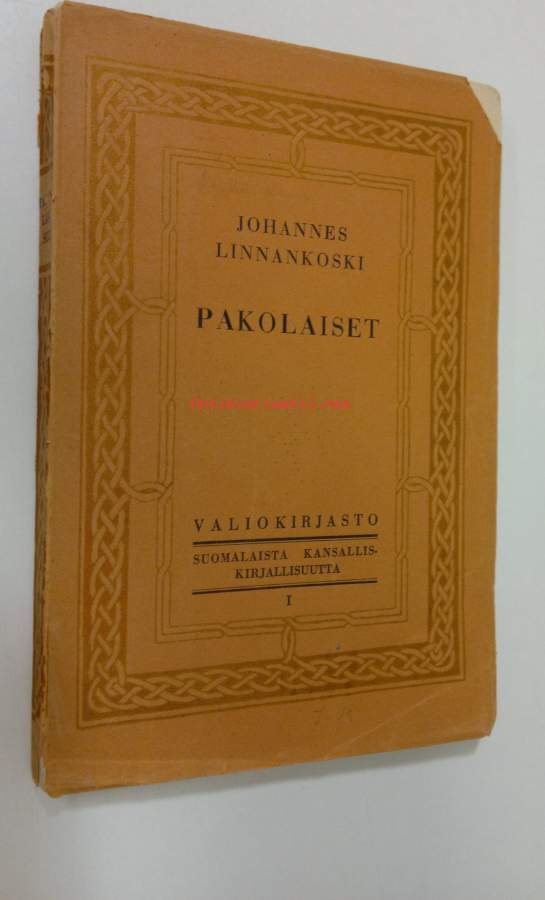 JOHANNES
LINNANKOSKI
PAKOLAISET
VALIOKIRJASTO
SUOMALAISTA KANSALLIS-
KIRJALLISUUTTA
I